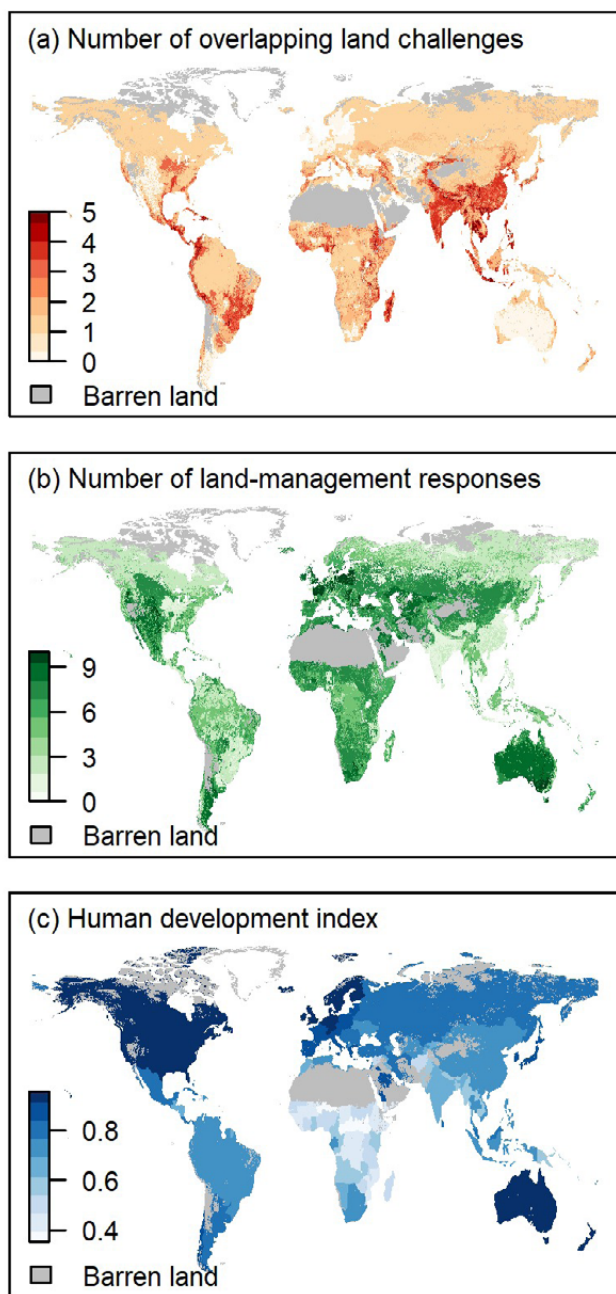 (a) Number of overlapping land challenges
5
4
3
2
1
0
Barren land
(b) Number of land-management responses
9
6
3
0
Barren land
(c) Human development index
0.8
0.6
0.4
Barren land